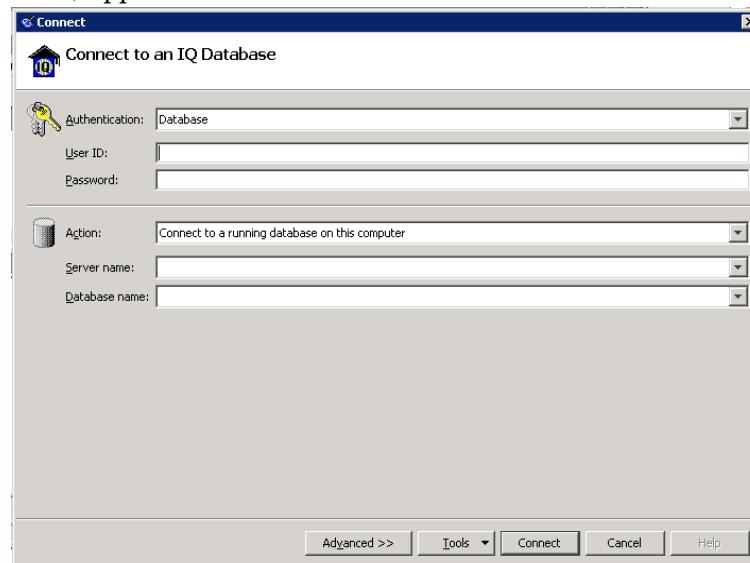 Connect
Connect to an IQ Database
IQ
Authentication: Database
User ID:
Password:
Action: Connect to a running database on this computer
Server name:
Database name:
Advanced >> Tools Connect Cancel Help